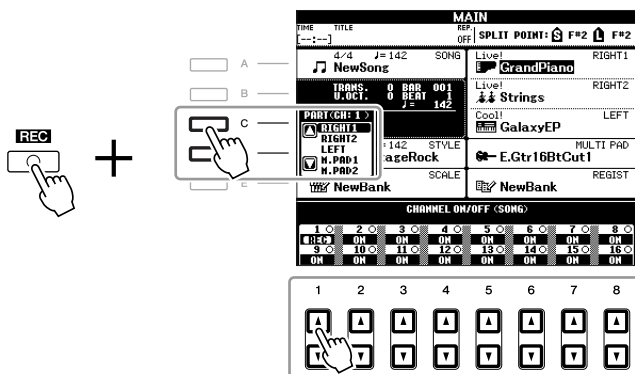 MAIN
TIME TITLE REP.
[--:--] OFF SPLIT POINT: S F#2 L F#2
4/4 ♩=142 SONG
NewSong
Live! RIGHT1
GrandPiano
A
TRANS. 0 BAR 001
U.OCT. 0 BEAT 1
♩= 142
Live! RIGHT2
Strings
B
PART(CH: 1 )
RIGHT1
RIGHT2
LEFT
M.PAD1
M.PAD2
C
Cool! LEFT
GalaxyEP
REC
142 STYLE
ageRock
MULTI PAD
E.Gtr16BtCut1
SCALE
NewBank
REGIST
NewBank
E
CHANNEL ON/OFF (SONG)
1 2 3 4 5 6 7 8
REC ON ON ON ON ON ON ON
9 10 11 12 13 14 15 16
ON ON ON ON ON ON ON ON
1 2 3 4 5 6 7 8